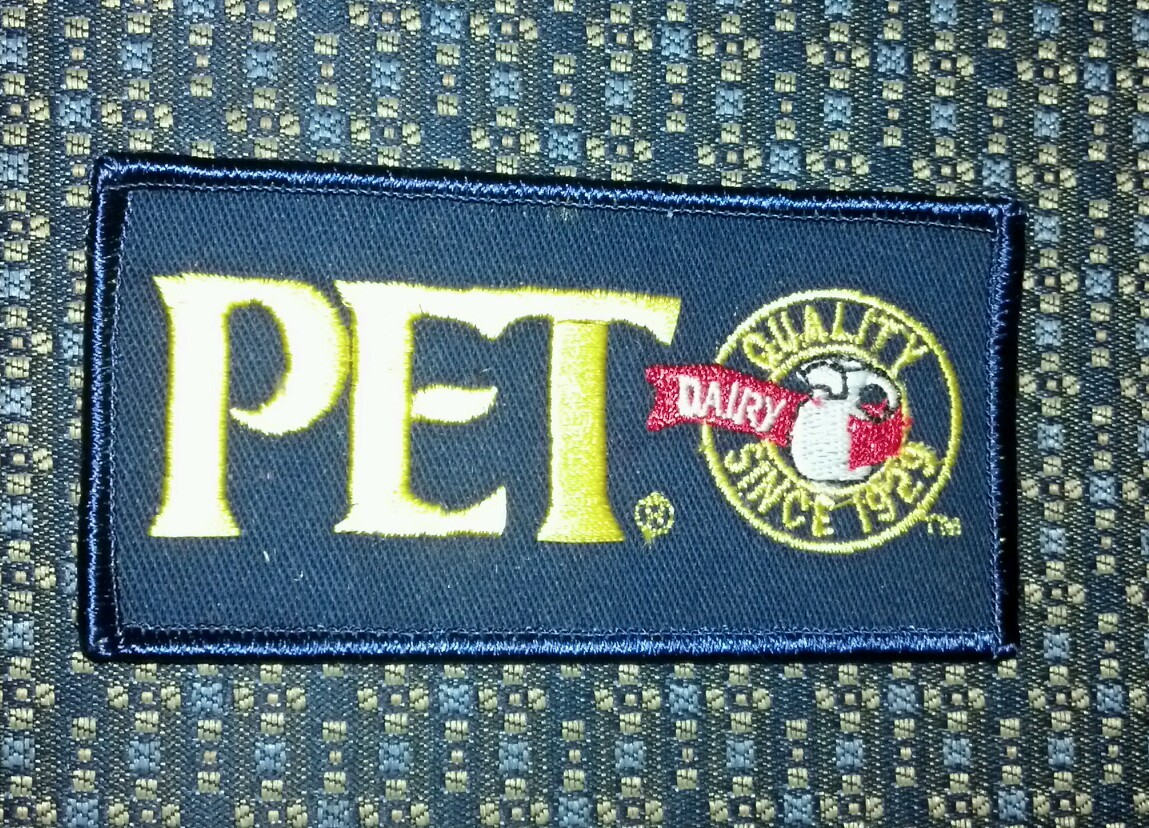 PET®
QUALITY
DAIRY
SINCE 1929
TM